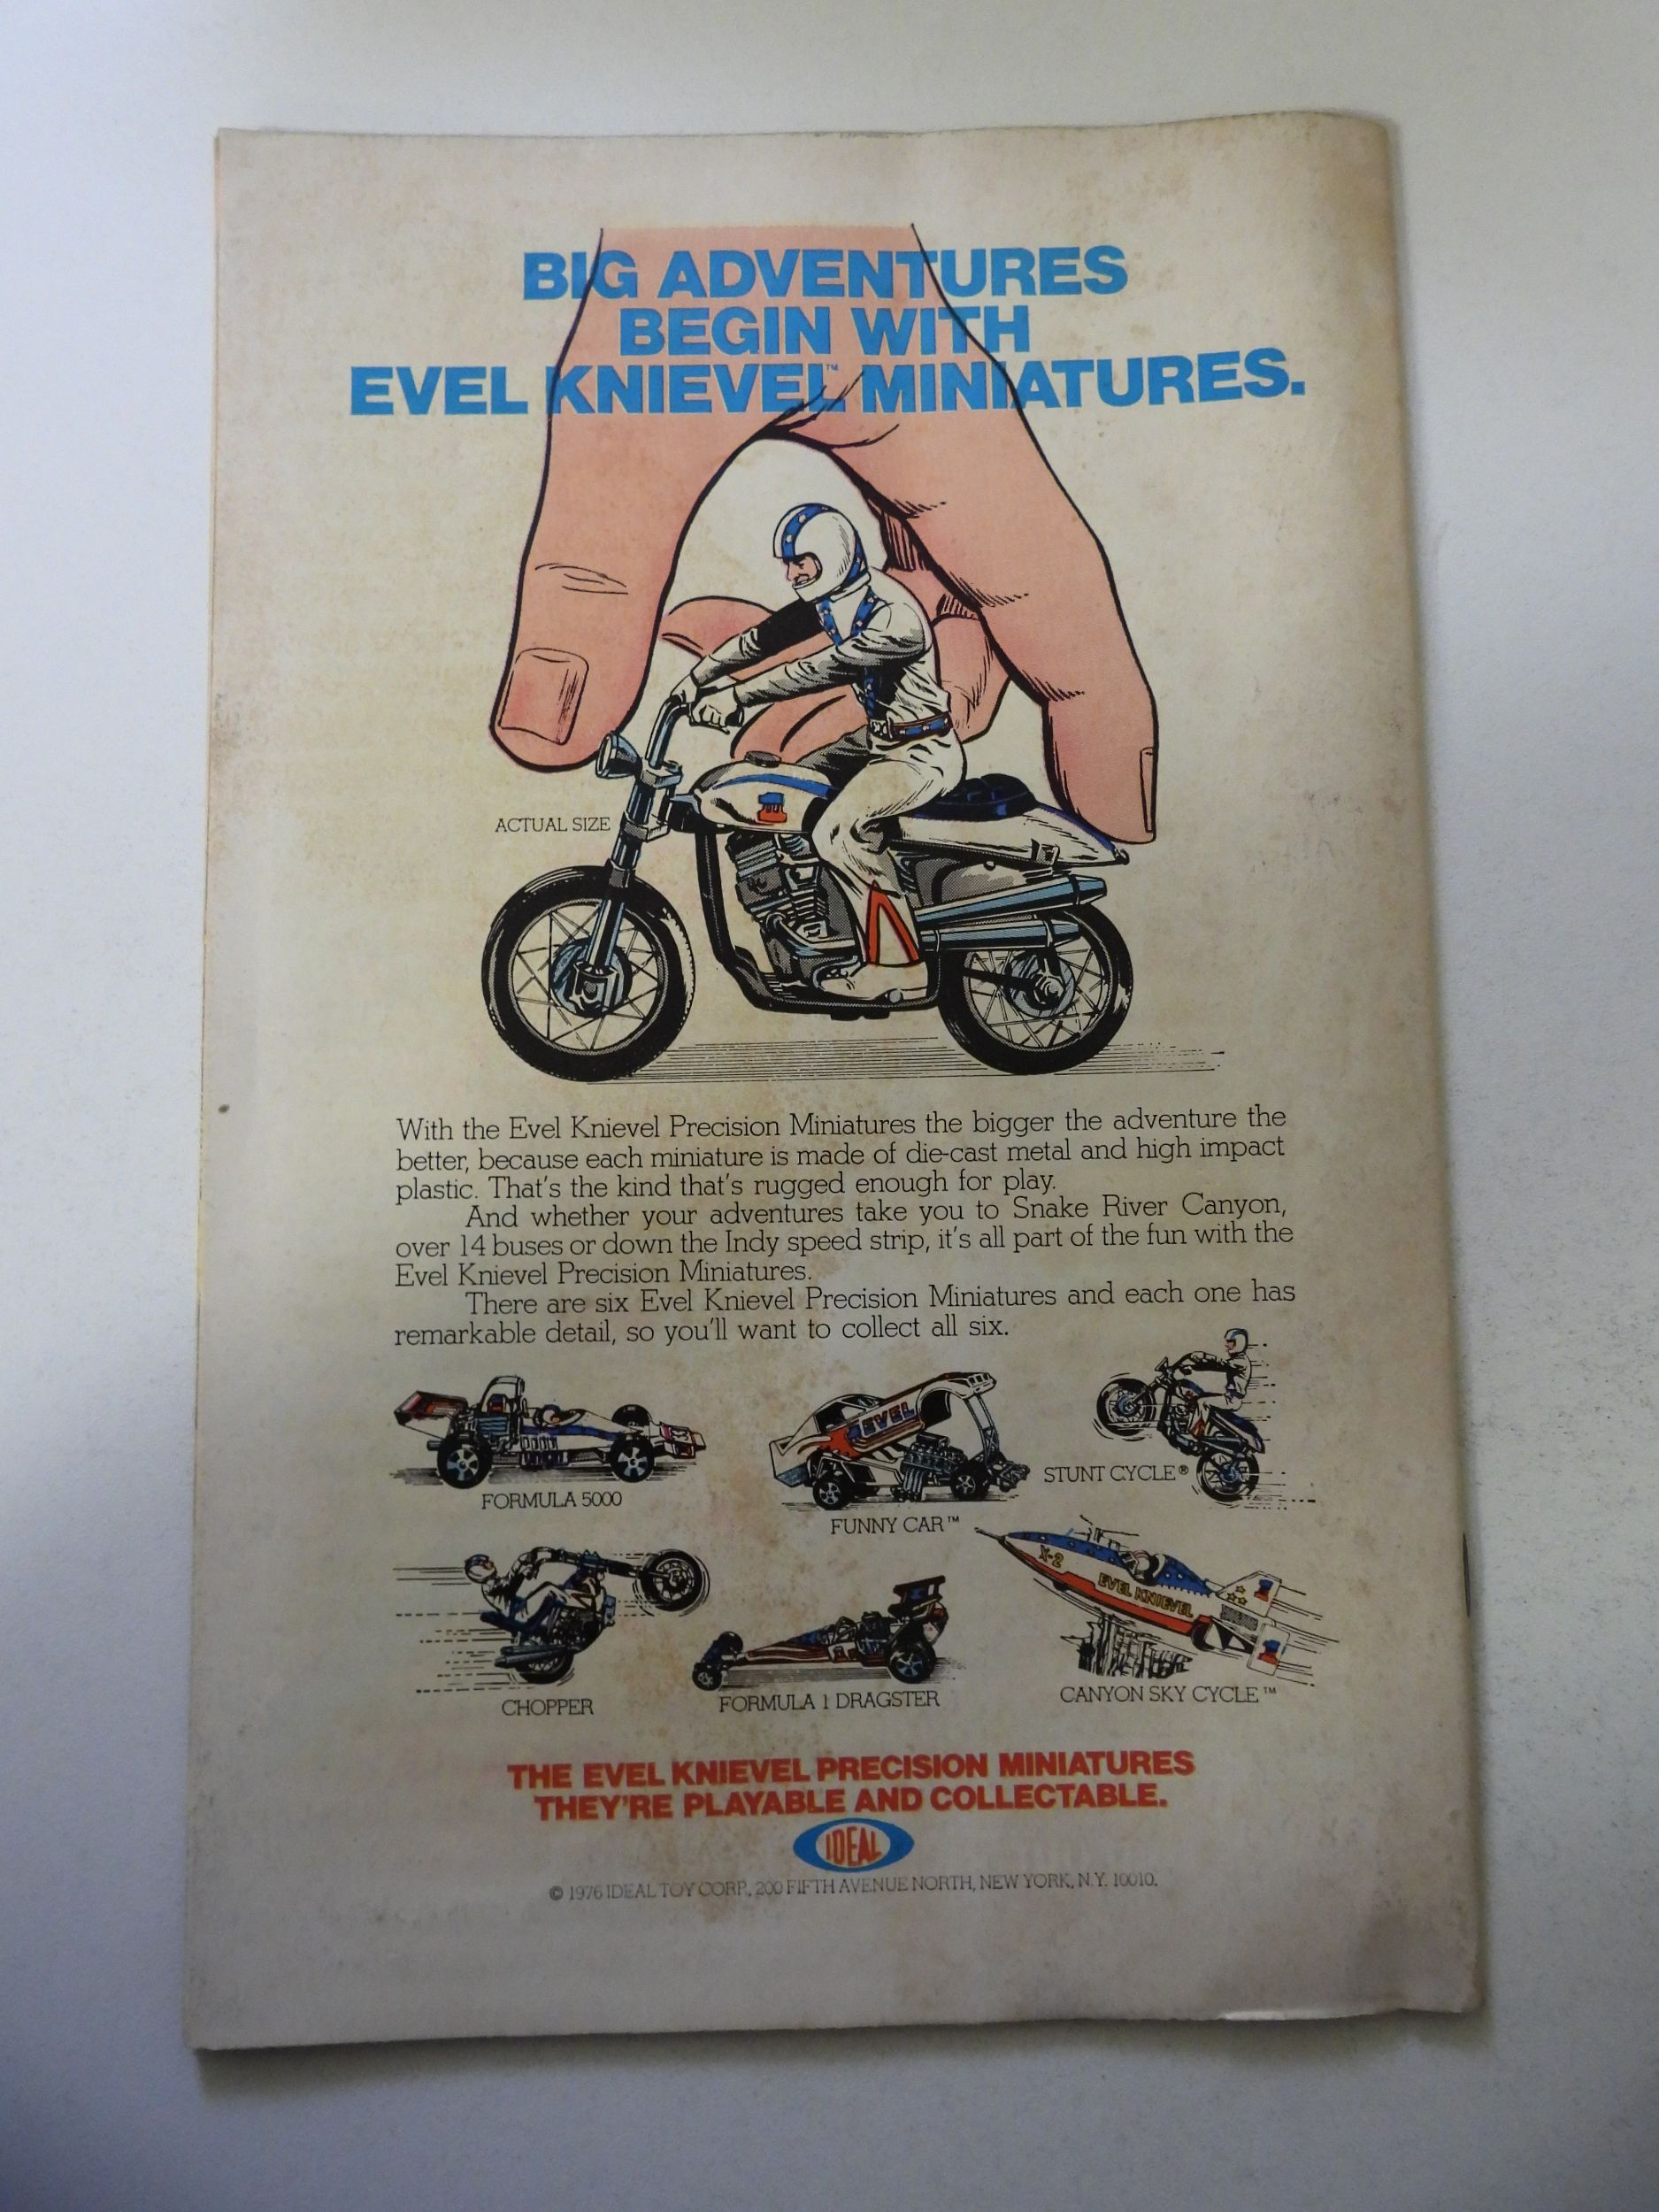 BIG ADVENTURES
BEGIN WITH
EVEL KNIEVEL™ MINIATURES.
ACTUAL SIZE
With the Evel Knievel Precision Miniatures the bigger the adventure the
better, because each miniature is made of die-cast metal and high impact
plastic. That's the kind that's rugged enough for play.
And whether your adventures take you to Snake River Canyon,
over 14 buses or down the Indy speed strip, it's all part of the fun with the
Evel Knievel Precision Miniatures.
There are six Evel Knievel Precision Miniatures and each one has
remarkable detail, so you'll want to collect all six.
EVEL
STUNT CYCLE®
FORMULA 5000
FUNNY CAR™
X-2
EVEL KNIEVEL
CHOPPER
FORMULA 1 DRAGSTER
CANYON SKY CYCLE™
THE EVEL KNIEVEL PRECISION MINIATURES
THEY'RE PLAYABLE AND COLLECTABLE.
IDEAL
© 1976 IDEAL TOY CORP., 200 FIFTH AVENUE NORTH, NEW YORK, N.Y. 10010.